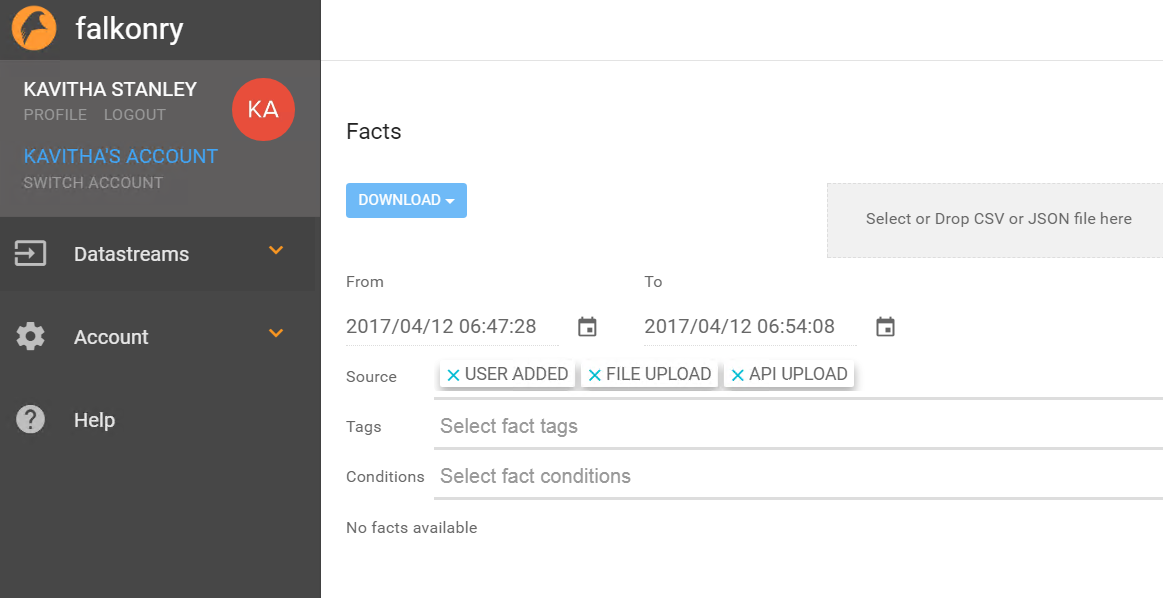 falkonry
KAVITHA STANLEY
PROFILE LOGOUT
KA
KAVITHA'S ACCOUNT
SWITCH ACCOUNT
Datastreams
Account
Help
Facts
DOWNLOAD
Select or Drop CSV or JSON file here
From To
2017/04/12 06:47:28 2017/04/12 06:54:08
Source USER ADDED FILE UPLOAD API UPLOAD
Tags Select fact tags
Conditions Select fact conditions
No facts available